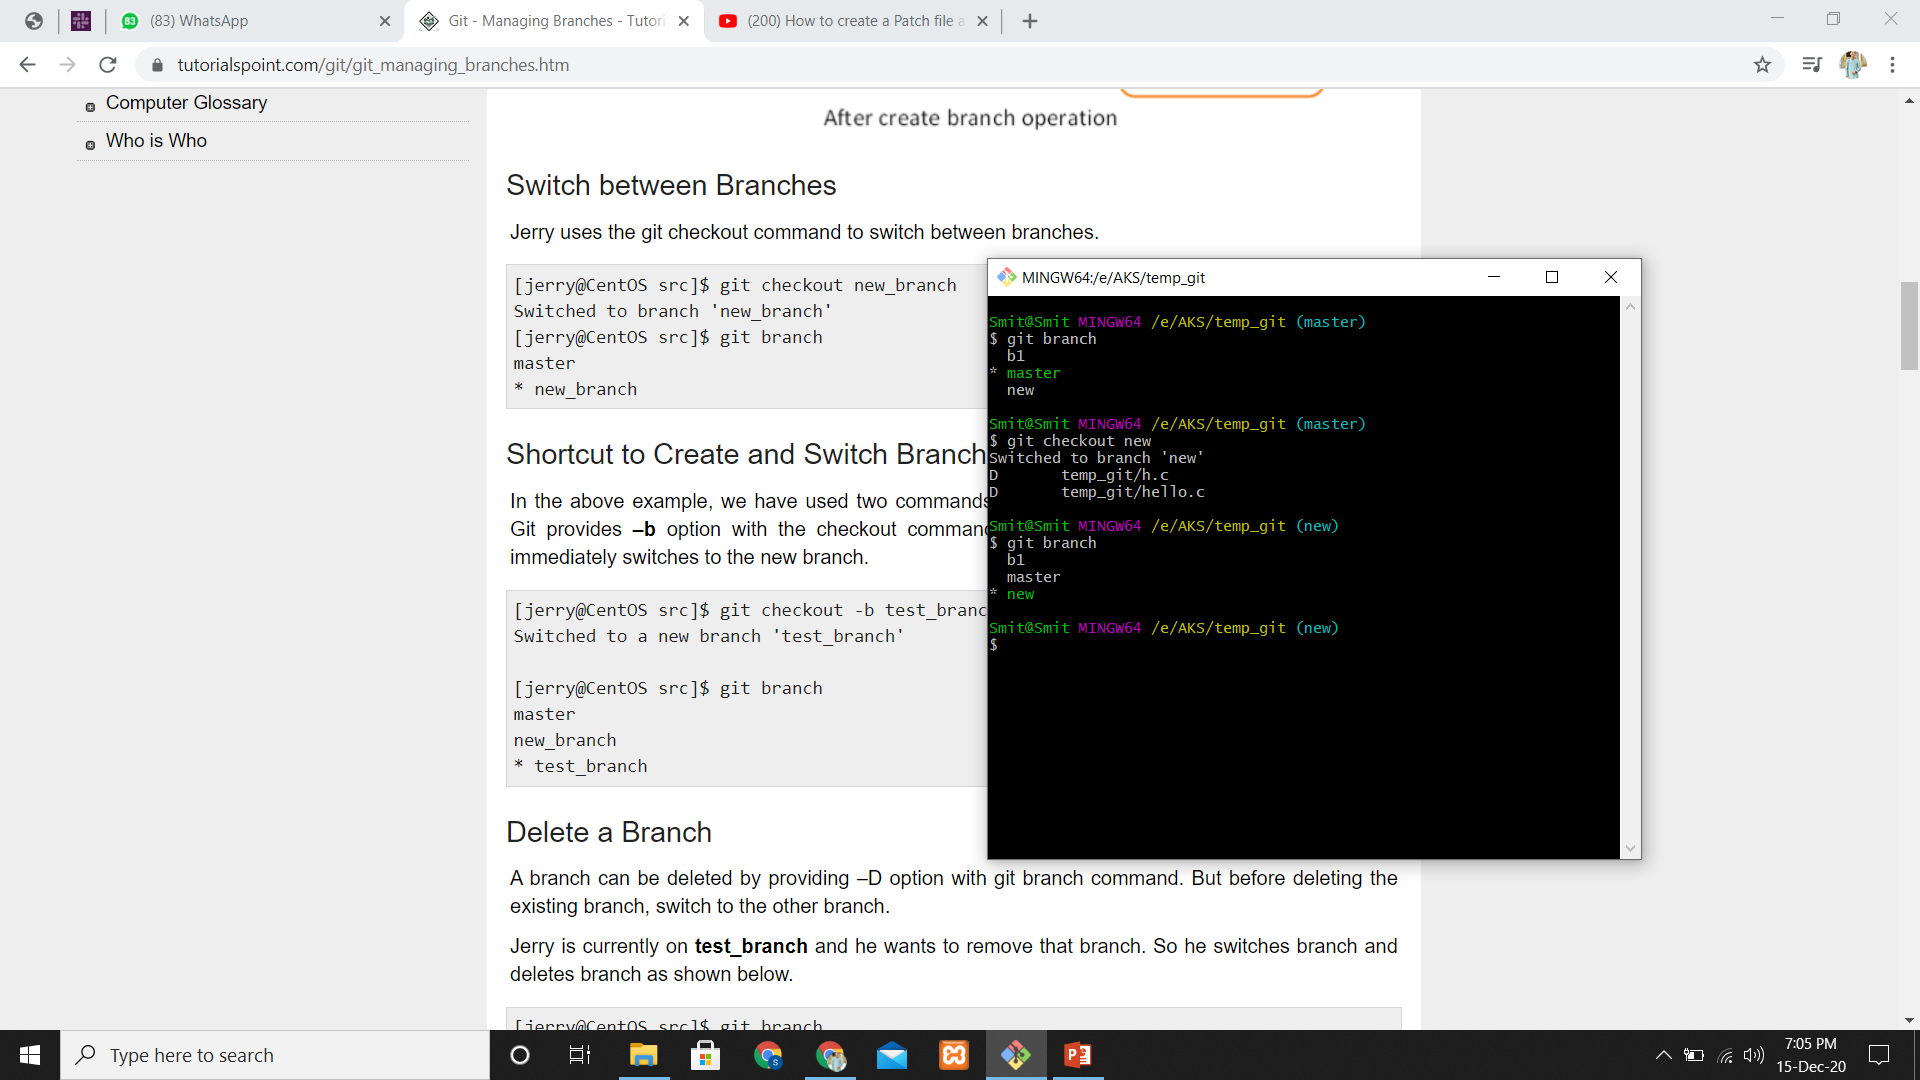 (83) WhatsApp
Git - Managing Branches - Tutori
(200) How to create a Patch file a
tutorialspoint.com/git/git_managing_branches.htm
Computer Glossary
Who is Who
After create branch operation
Switch between Branches
Jerry uses the git checkout command to switch between branches.
[jerry@CentOS src]$ git checkout new_branch
Switched to branch 'new_branch'
[jerry@CentOS src]$ git branch
master
* new_branch
Shortcut to Create and Switch Branch
In the above example, we have used two commands
Git provides –b option with the checkout command
immediately switches to the new branch.
[jerry@CentOS src]$ git checkout -b test_branc
Switched to a new branch 'test_branch'
[jerry@CentOS src]$ git branch
master
new_branch
* test_branch
Delete a Branch
A branch can be deleted by providing –D option with git branch command. But before deleting the
existing branch, switch to the other branch.
Jerry is currently on test_branch and he wants to remove that branch. So he switches branch and
deletes branch as shown below.
[jerry@CentOS src]$ git branch
MINGW64:/e/AKS/temp_git
Smit@Smit MINGW64 /e/AKS/temp_git (master)
$ git branch
b1
* master
new
Smit@Smit MINGW64 /e/AKS/temp_git (master)
$ git checkout new
Switched to branch 'new'
D temp_git/h.c
D temp_git/hello.c
Smit@Smit MINGW64 /e/AKS/temp_git (new)
$ git branch
b1
master
* new
Smit@Smit MINGW64 /e/AKS/temp_git (new)
$
Type here to search
7:05 PM
15-Dec-20